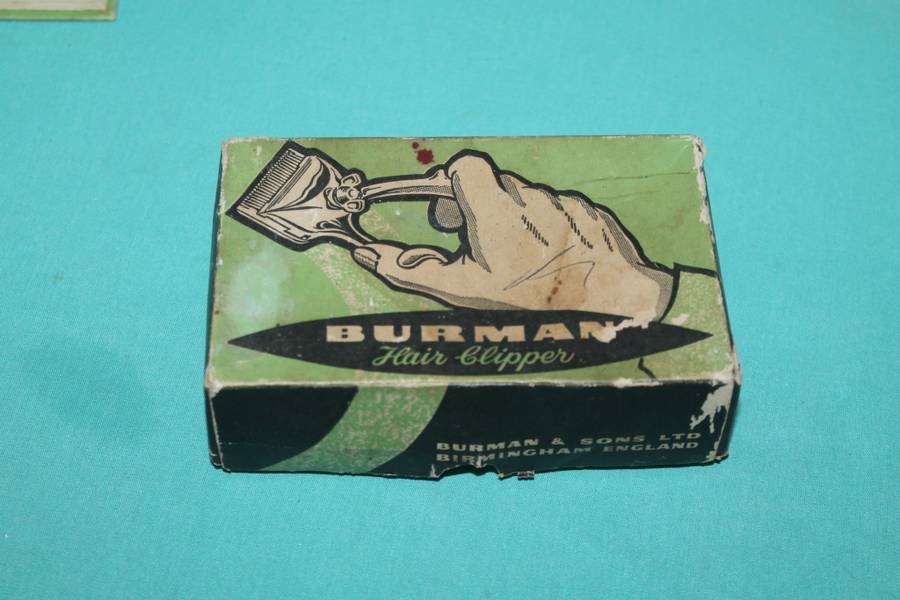 BURMAN
Hair Clipper
BURMAN & SONS LTD
BIRMINGHAM ENGLAND